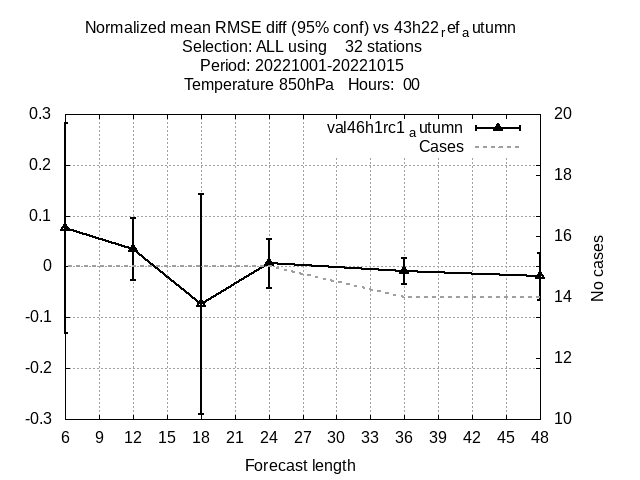 Normalized mean RMSE diff (95% conf) vs 43h22refautumn
Selection: ALL using    32 stations
Period: 20221001-20221015
Temperature 850hPa   Hours:  00
val46h1rc1autumn
Cases
0.3
0.2
0.1
0
-0.1
-0.2
-0.3
20
18
16
14
12
10
No cases
6 9 12 15 18 21 24 27 30 33 36 39 42 45 48
Forecast length